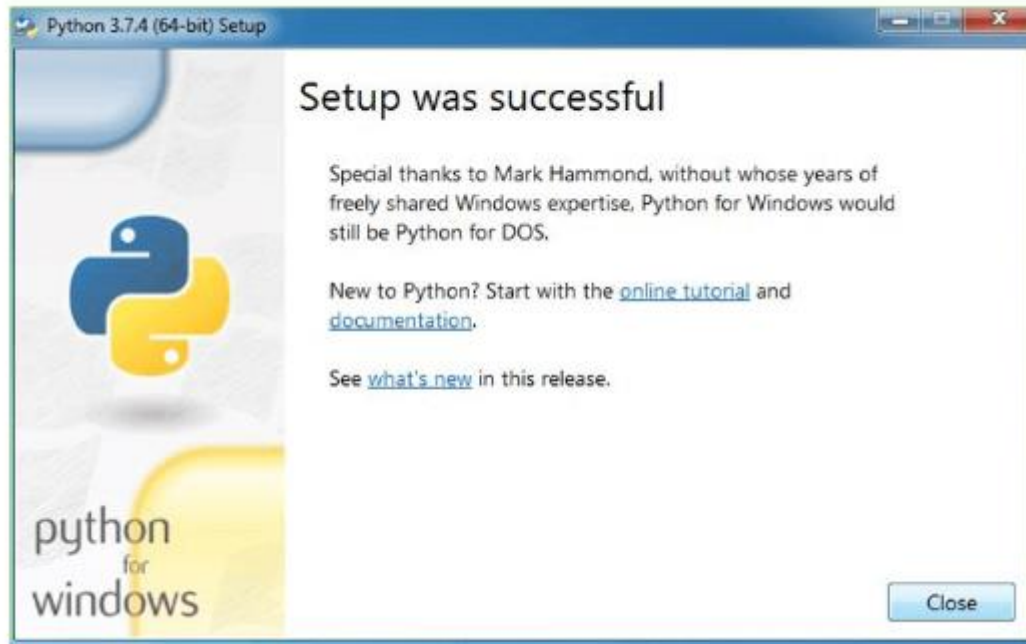 Python 3.7.4 (64-bit) Setup
Setup was successful
Special thanks to Mark Hammond, without whose years of
freely shared Windows expertise, Python for Windows would
still be Python for DOS.
New to Python? Start with the online tutorial and
documentation.
See what's new in this release.
python
for
windows
Close